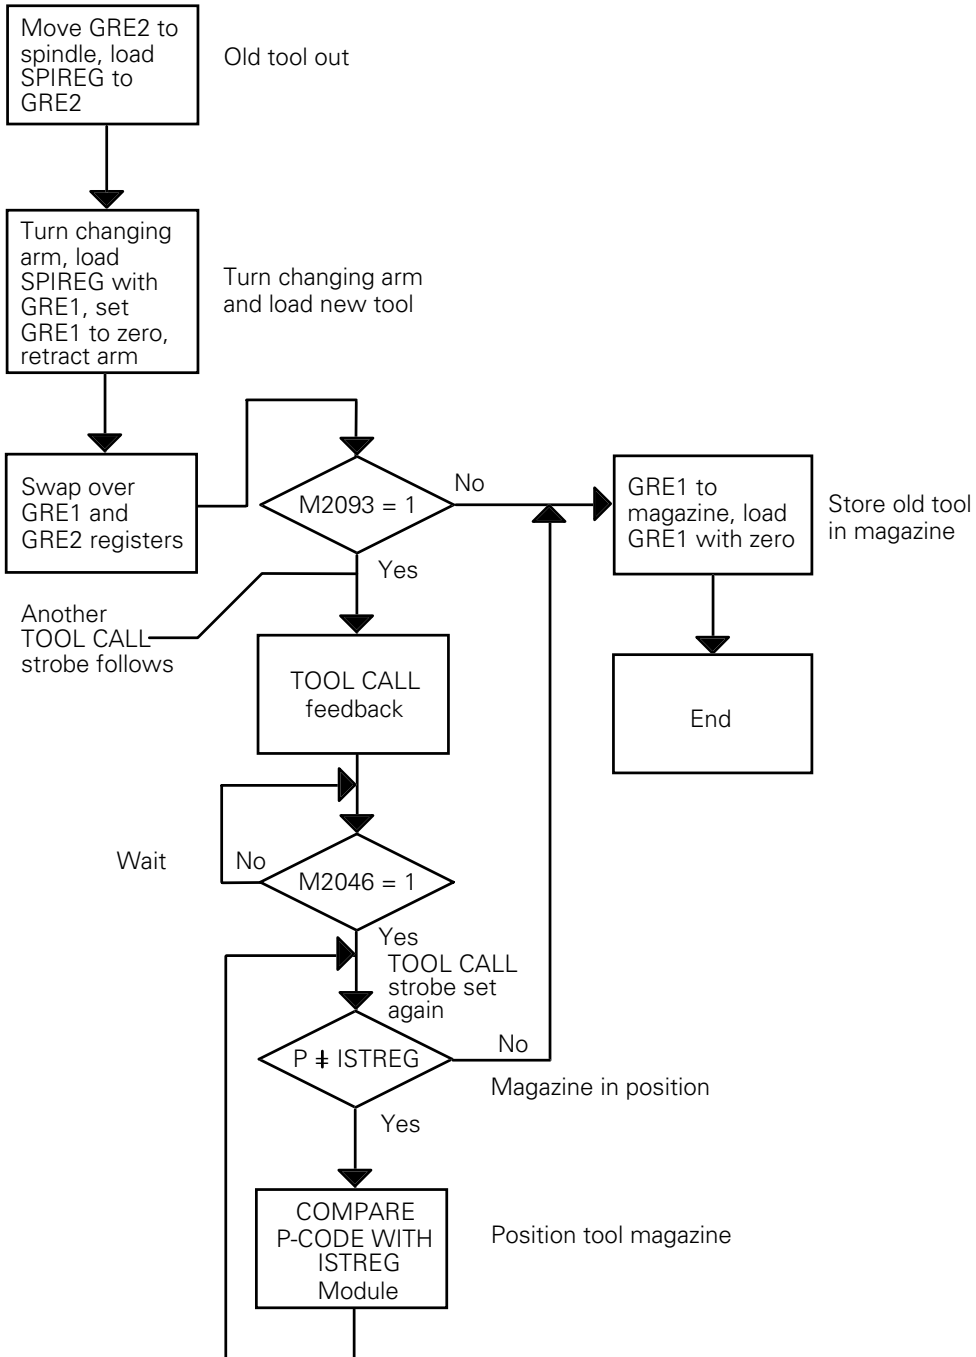 Move GRE2 to
spindle, load
SPIREG to
GRE2
Old tool out
Turn changing
arm, load
SPIREG with
GRE1, set
GRE1 to zero,
retract arm
Turn changing arm
and load new tool
Swap over
GRE1 and
GRE2 registers
M2093 = 1
No
GRE1 to
magazine, load
GRE1 with zero
Store old tool
in magazine
Yes
Another
TOOL CALL
strobe follows
TOOL CALL
feedback
End
Wait
No
M2046 = 1
Yes
TOOL CALL
strobe set
again
P ǂ ISTREG
No
Magazine in position
Yes
COMPARE
P-CODE WITH
ISTREG
Module
Position tool magazine